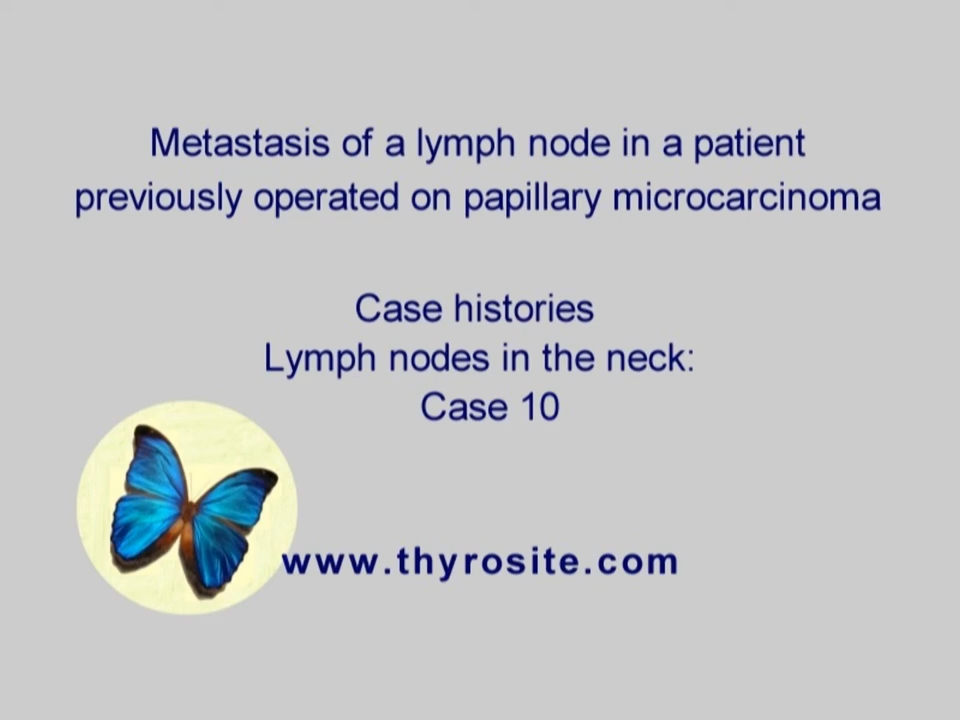 Metastasis of a lymph node in a patient
previously operated on papillary microcarcinoma
Case histories
Lymph nodes in the neck:
Case 10
www.thyrosite.com